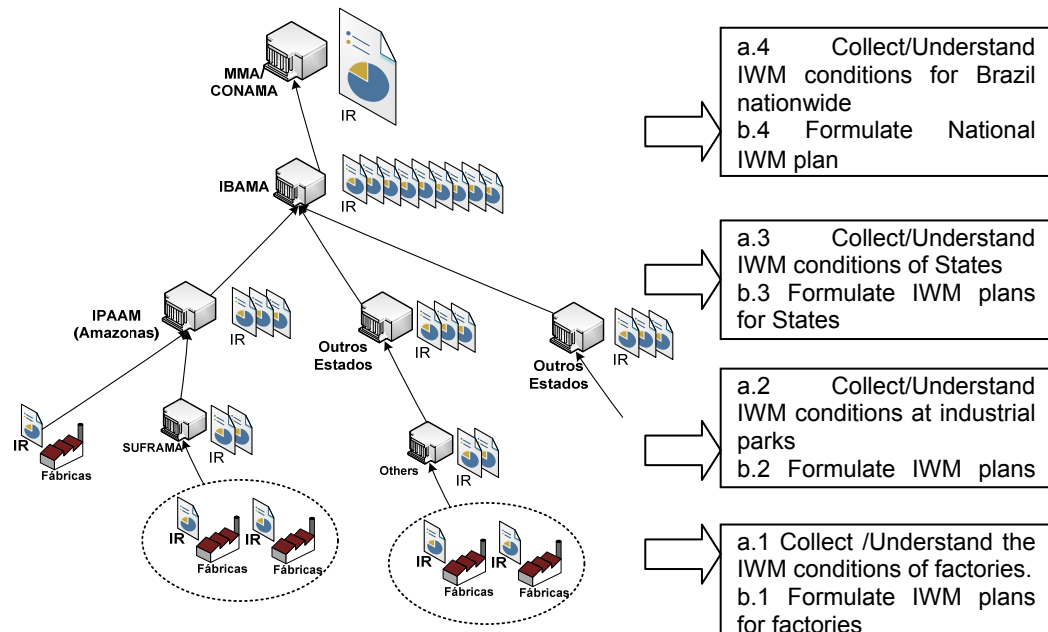 MMA/
CONAMA
IR
a.4 Collect/Understand
IWM conditions for Brazil
nationwide
b.4 Formulate National
IWM plan
IBAMA
IR
a.3 Collect/Understand
IWM conditions of States
b.3 Formulate IWM plans
for States
IPAAM
(Amazonas)
IR
Outros
Estados
IR
Outros
Estados
IR
a.2 Collect/Understand
IWM conditions at industrial
parks
b.2 Formulate IWM plans
IR
Fábricas
SUFRAMA
IR
Others
IR
IR
Fábricas
IR
Fábricas
IR
Fábricas
IR
Fábricas
a.1 Collect /Understand the
IWM conditions of factories.
b.1 Formulate IWM plans
for factories